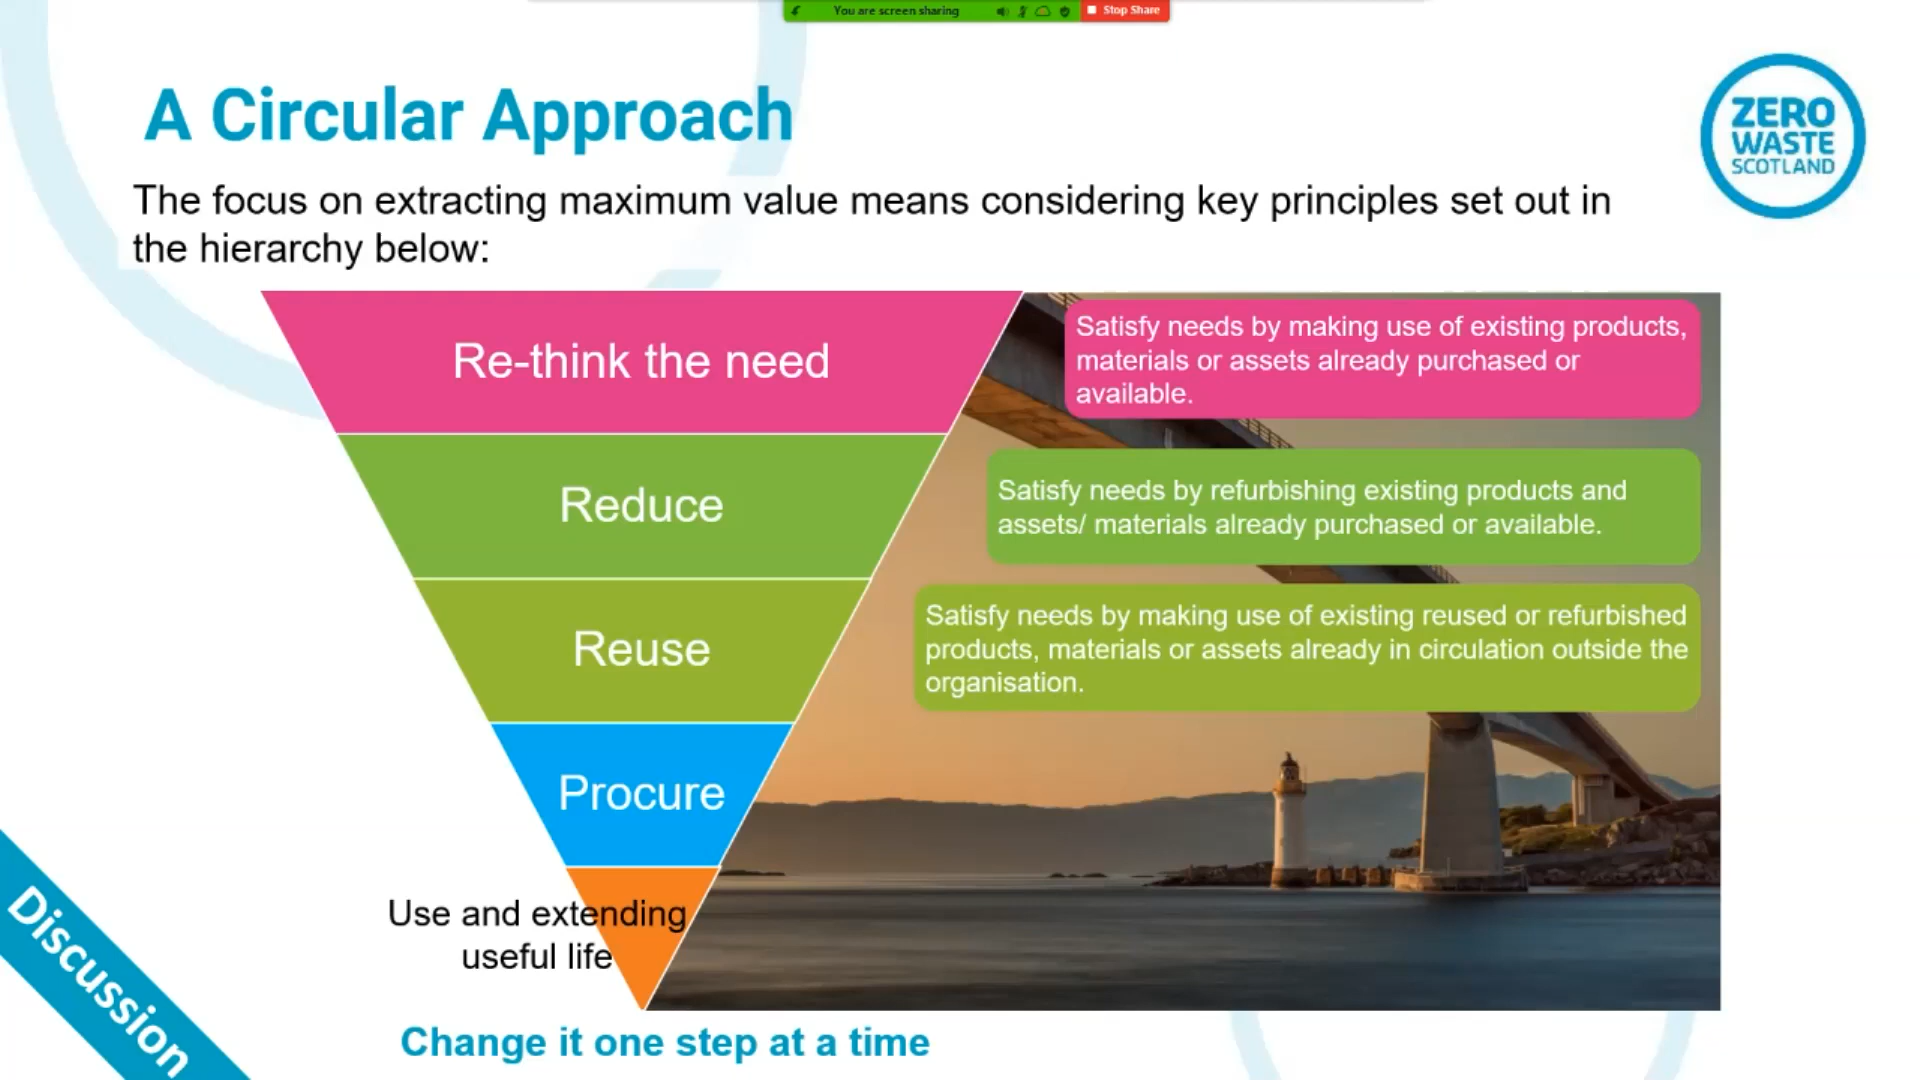 You are screen sharing
Stop Share
A Circular Approach
ZERO
WASTE
SCOTLAND
The focus on extracting maximum value means considering key principles set out in
the hierarchy below:
Re-think the need
Satisfy needs by making use of existing products,
materials or assets already purchased or
available.
Reduce
Satisfy needs by refurbishing existing products and
assets/ materials already purchased or available.
Reuse
Satisfy needs by making use of existing reused or refurbished
products, materials or assets already in circulation outside the
organisation.
Procure
Use and extending
useful life
Discussion
Change it one step at a time